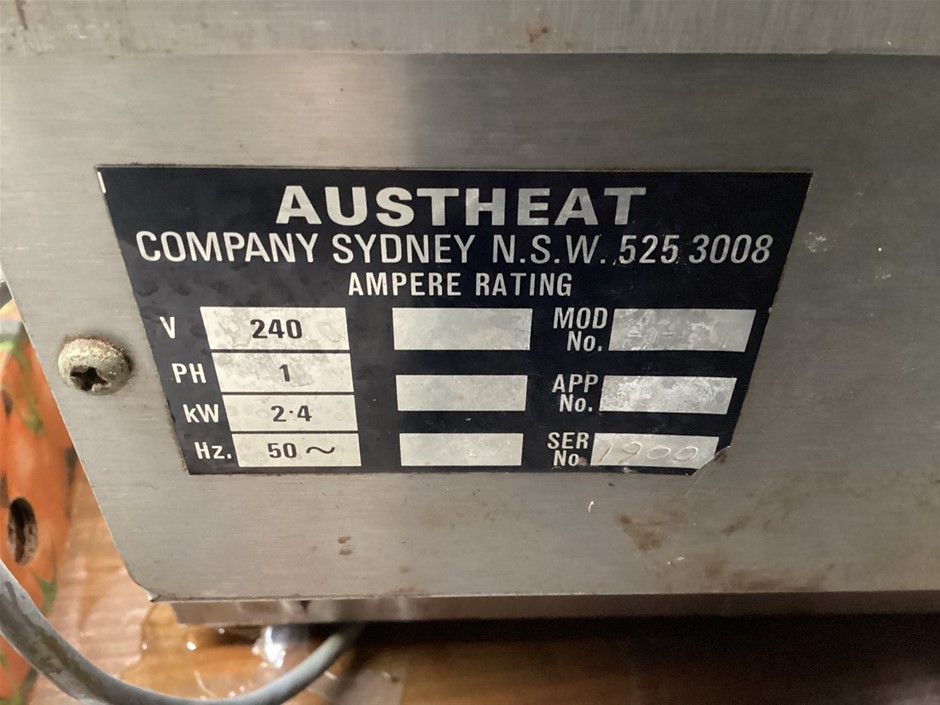 AUSTHEAT
COMPANY SYDNEY N.S.W. 525 3008
AMPERE RATING
V 240
PH 1
kW 2·4
Hz. 50 ~
MOD No.
APP No.
SER No. 1900